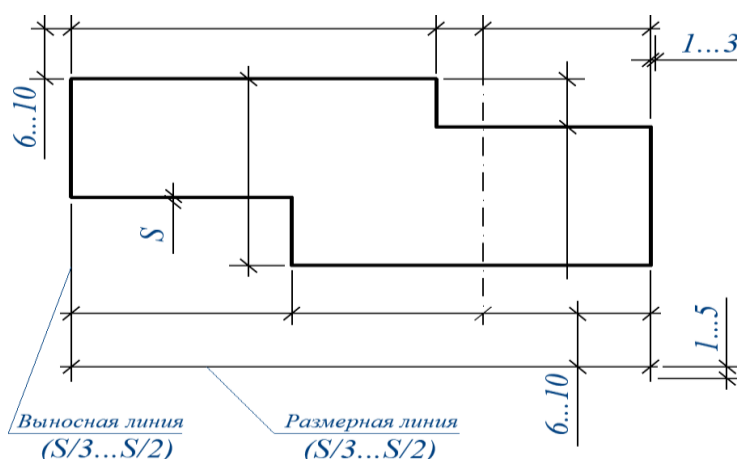 1...3
6...10
S
1...5
6...10
Выносная линия
(S/3...S/2)
Размерная линия
(S/3...S/2)